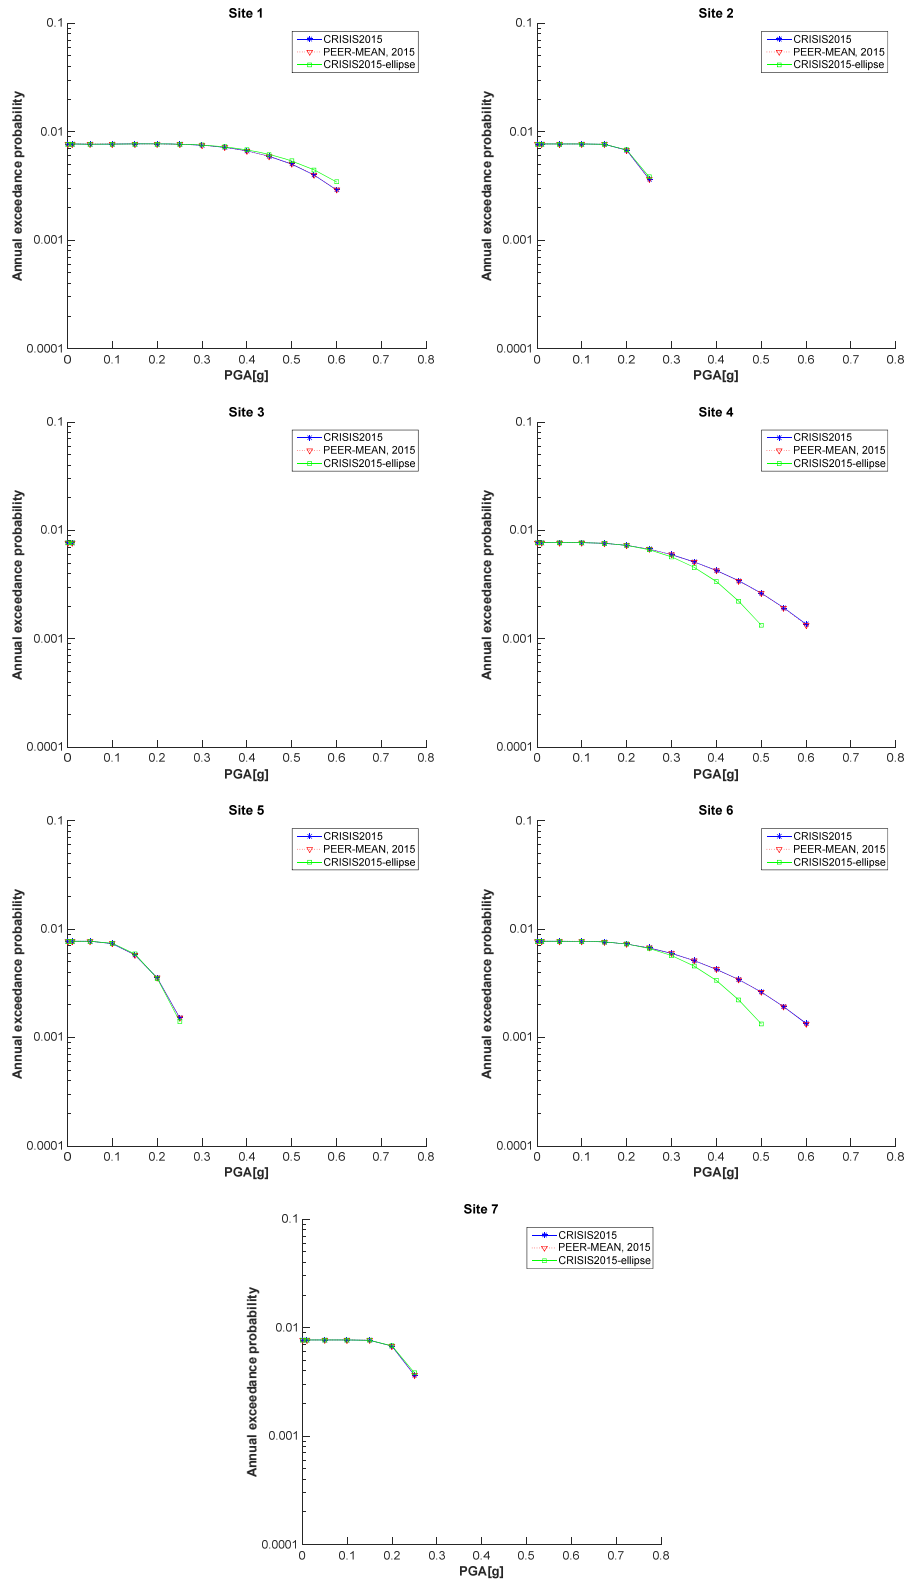 Site 1
0.1
0.01
0.001
0.0001
Annual exceedance probability
CRISIS2015
PEER-MEAN, 2015
CRISIS2015-ellipse
0 0.1 0.2 0.3 0.4 0.5 0.6 0.7 0.8
PGA[g]
Site 2
0.1
0.01
0.001
0.0001
Annual exceedance probability
CRISIS2015
PEER-MEAN, 2015
CRISIS2015-ellipse
0 0.1 0.2 0.3 0.4 0.5 0.6 0.7 0.8
PGA[g]
Site 3
0.1
0.01
0.001
0.0001
Annual exceedance probability
CRISIS2015
PEER-MEAN, 2015
CRISIS2015-ellipse
0 0.1 0.2 0.3 0.4 0.5 0.6 0.7 0.8
PGA[g]
Site 4
0.1
0.01
0.001
0.0001
Annual exceedance probability
CRISIS2015
PEER-MEAN, 2015
CRISIS2015-ellipse
0 0.1 0.2 0.3 0.4 0.5 0.6 0.7 0.8
PGA[g]
Site 5
0.1
0.01
0.001
0.0001
Annual exceedance probability
CRISIS2015
PEER-MEAN, 2015
CRISIS2015-ellipse
0 0.1 0.2 0.3 0.4 0.5 0.6 0.7 0.8
PGA[g]
Site 6
0.1
0.01
0.001
0.0001
Annual exceedance probability
CRISIS2015
PEER-MEAN, 2015
CRISIS2015-ellipse
0 0.1 0.2 0.3 0.4 0.5 0.6 0.7 0.8
PGA[g]
Site 7
0.1
0.01
0.001
0.0001
Annual exceedance probability
CRISIS2015
PEER-MEAN, 2015
CRISIS2015-ellipse
0 0.1 0.2 0.3 0.4 0.5 0.6 0.7 0.8
PGA[g]